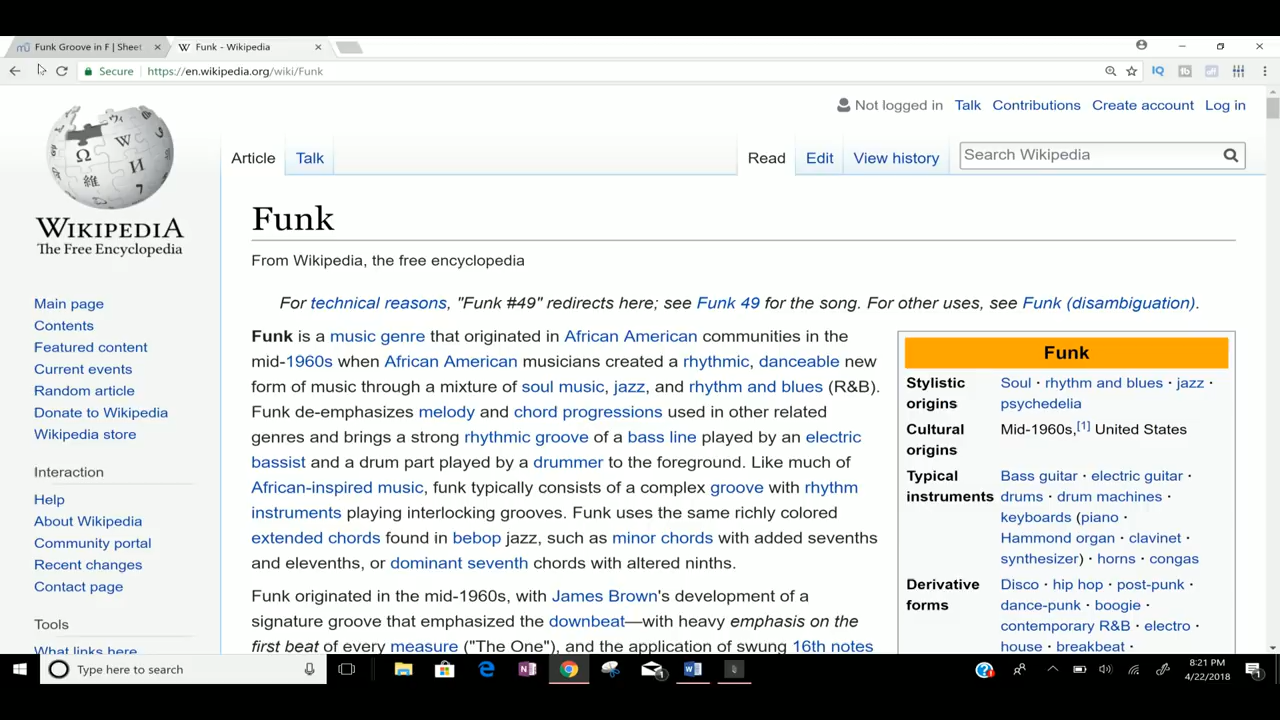 Funk Groove in F | Sheet
Funk - Wikipedia
Secure
https://en.wikipedia.org/wiki/Funk
Not logged in Talk Contributions Create account Log in
Article Talk Read Edit View history Search Wikipedia
WIKIPEDIA
The Free Encyclopedia
Main page
Contents
Featured content
Current events
Random article
Donate to Wikipedia
Wikipedia store
Interaction
Help
About Wikipedia
Community portal
Recent changes
Contact page
Tools
What links here
Funk
From Wikipedia, the free encyclopedia
For technical reasons, "Funk #49" redirects here; see Funk 49 for the song. For other uses, see Funk (disambiguation).
Funk is a music genre that originated in African American communities in the
mid-1960s when African American musicians created a rhythmic, danceable new
form of music through a mixture of soul music, jazz, and rhythm and blues (R&B).
Funk de-emphasizes melody and chord progressions used in other related
genres and brings a strong rhythmic groove of a bass line played by an electric
bassist and a drum part played by a drummer to the foreground. Like much of
African-inspired music, funk typically consists of a complex groove with rhythm
instruments playing interlocking grooves. Funk uses the same richly colored
extended chords found in bebop jazz, such as minor chords with added sevenths
and elevenths, or dominant seventh chords with altered ninths.
Funk originated in the mid-1960s, with James Brown's development of a
signature groove that emphasized the downbeat—with heavy emphasis on the
first beat of every measure ("The One"), and the application of swung 16th notes
Funk
Stylistic origins
Soul · rhythm and blues · jazz ·
psychedelia
Cultural origins
Mid-1960s,[1] United States
Typical instruments
Bass guitar · electric guitar ·
drums · drum machines ·
keyboards (piano ·
Hammond organ · clavinet ·
synthesizer) · horns · congas
Derivative forms
Disco · hip hop · post-punk ·
dance-punk · boogie ·
contemporary R&B · electro ·
house · breakbeat ·
Type here to search
8:21 PM
4/22/2018